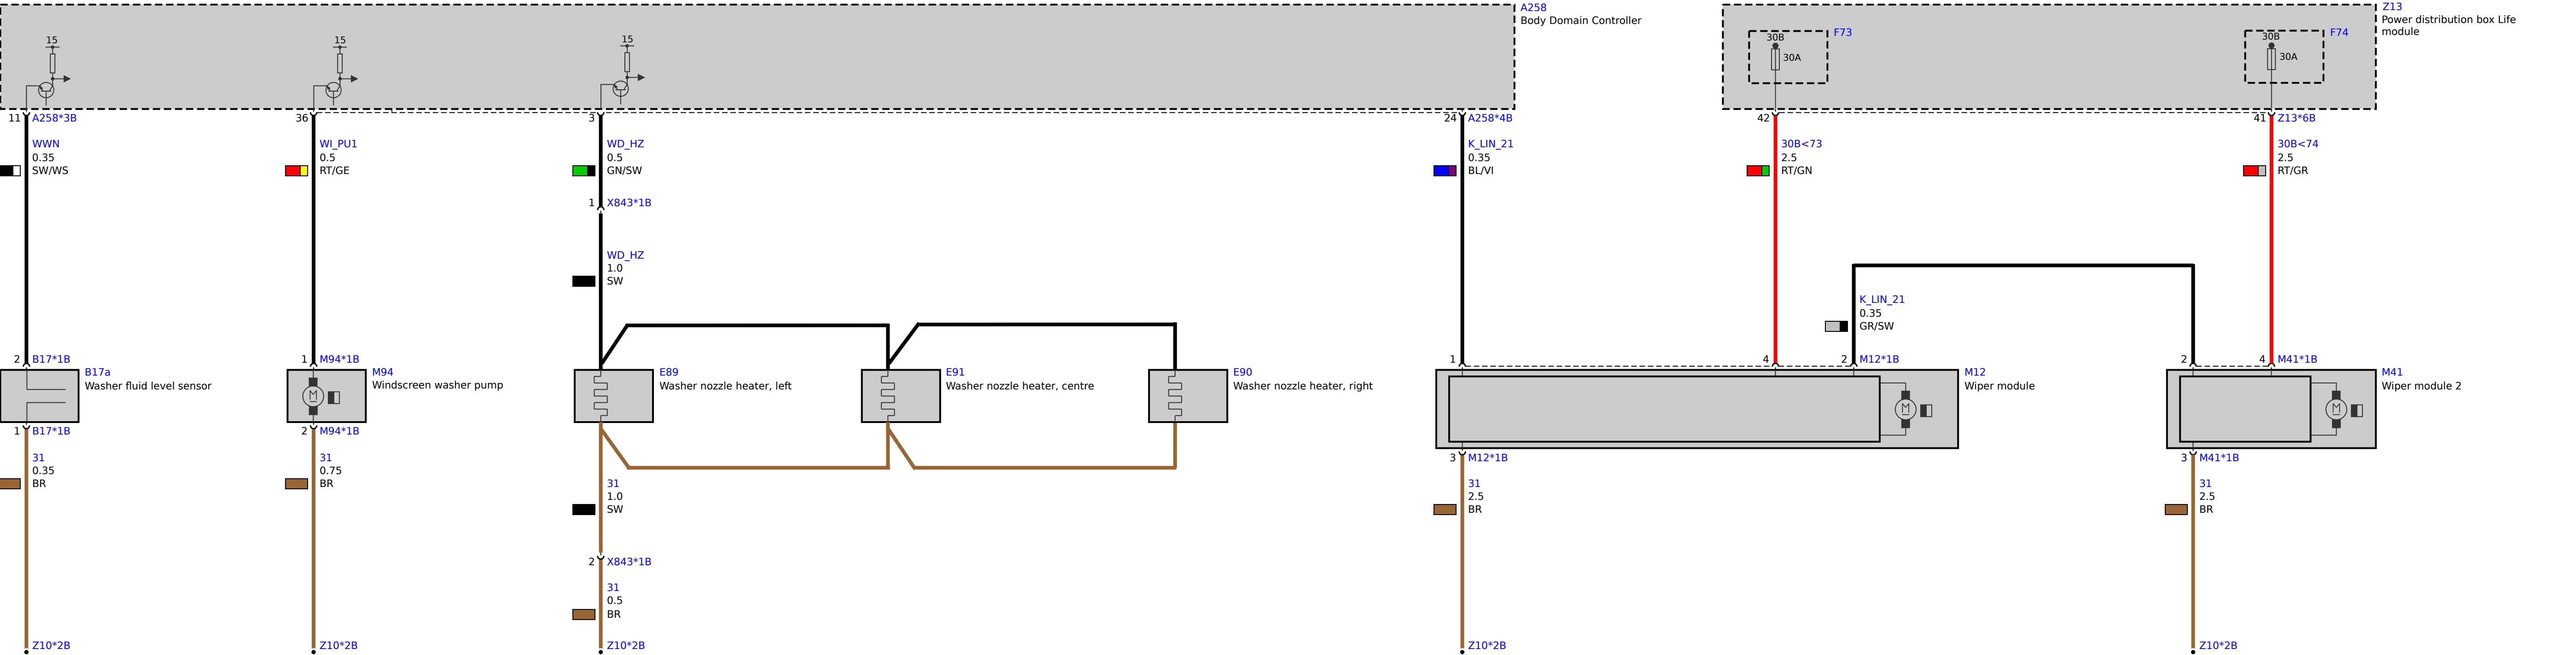 A258
Body Domain Controller
Z13
Power distribution box Life
module
15
15
15
30B
30A
F73
30B
30A
F74
11 A258*3B
36
3
24 A258*4B
42
41 Z13*6B
WWN
0.35
SW/WS
WI_PU1
0.5
RT/GE
WD_HZ
0.5
GN/SW
K_LIN_21
0.35
BL/VI
30B<73
2.5
RT/GN
30B<74
2.5
RT/GR
1 X843*1B
WD_HZ
1.0
SW
K_LIN_21
0.35
GR/SW
2 B17*1B
1 M94*1B
1
4
2 M12*1B
2
4 M41*1B
B17a
Washer fluid level sensor
M
M94
Windscreen washer pump
E89
Washer nozzle heater, left
E91
Washer nozzle heater, centre
E90
Washer nozzle heater, right
M
M12
Wiper module
M
M41
Wiper module 2
1 B17*1B
2 M94*1B
3 M12*1B
3 M41*1B
31
0.35
BR
31
0.75
BR
31
1.0
SW
31
2.5
BR
31
2.5
BR
2 X843*1B
31
0.5
BR
Z10*2B
Z10*2B
Z10*2B
Z10*2B
Z10*2B